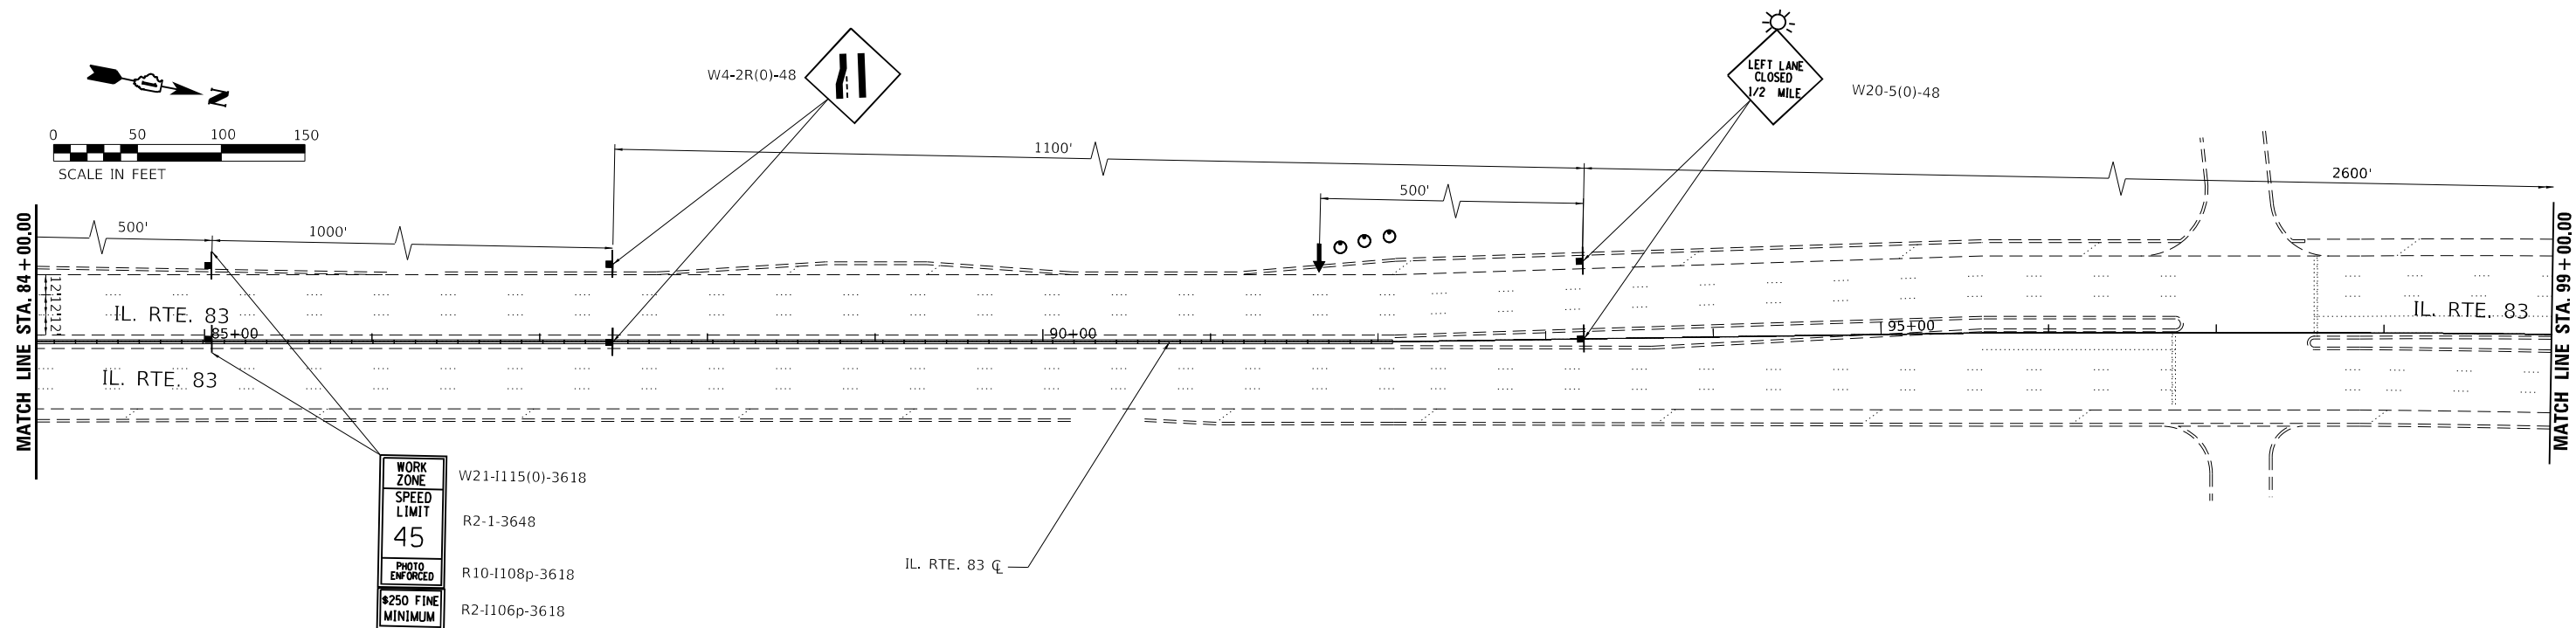 N
0 50 100 150
SCALE IN FEET
W4-2R(0)-48
LEFT LANE
CLOSED
1/2 MILE
W20-5(0)-48
1100'
2600'
500'
500'
1000'
MATCH LINE STA. 84+00.00
MATCH LINE STA. 99+00.00
12'
12'
12'
IL. RTE. 83
IL. RTE. 83
85+00
90+00
95+00
IL. RTE. 83
WORK
ZONE
SPEED
LIMIT
45
PHOTO
ENFORCED
$250 FINE
MINIMUM
W21-I115(0)-3618
R2-1-3648
R10-I108p-3618
R2-I106p-3618
IL. RTE. 83 ℄